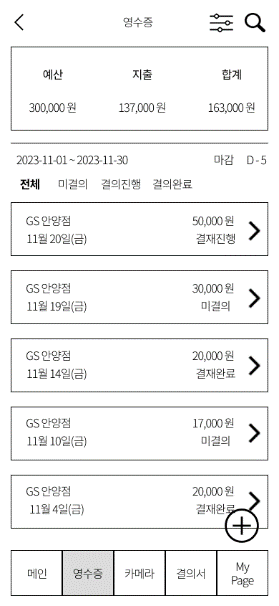 영수증
예산 지출 합계
300,000 원 137,000 원 163,000 원
2023-11-01 ~ 2023-11-30 마감 D - 5
전체 미결의 결의진행 결의완료
GS 안양점 50,000 원
11월 20일(금) 결재진행
GS 안양점 30,000 원
11월 19일(금) 미결의
GS 안양점 20,000 원
11월 14일(금) 결재완료
GS 안양점 17,000 원
11월 10일(금) 미결의
GS 안양점 20,000 원
11월 4일(금) 결재완료
메인 영수증 카메라 결의서 My
Page